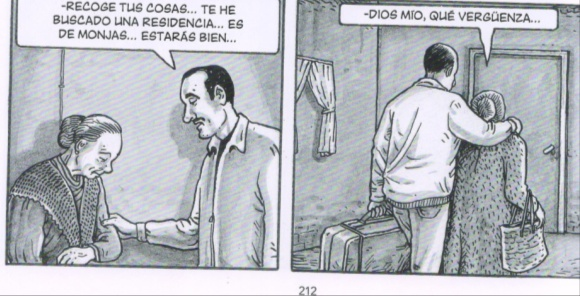 -RECOGE TUS COSAS... TE HE
BUSCADO UNA RESIDENCIA... ES
DE MONJAS... ESTARÁS BIEN...
-DIOS MÍO, QUÉ VERGÜENZA...
212